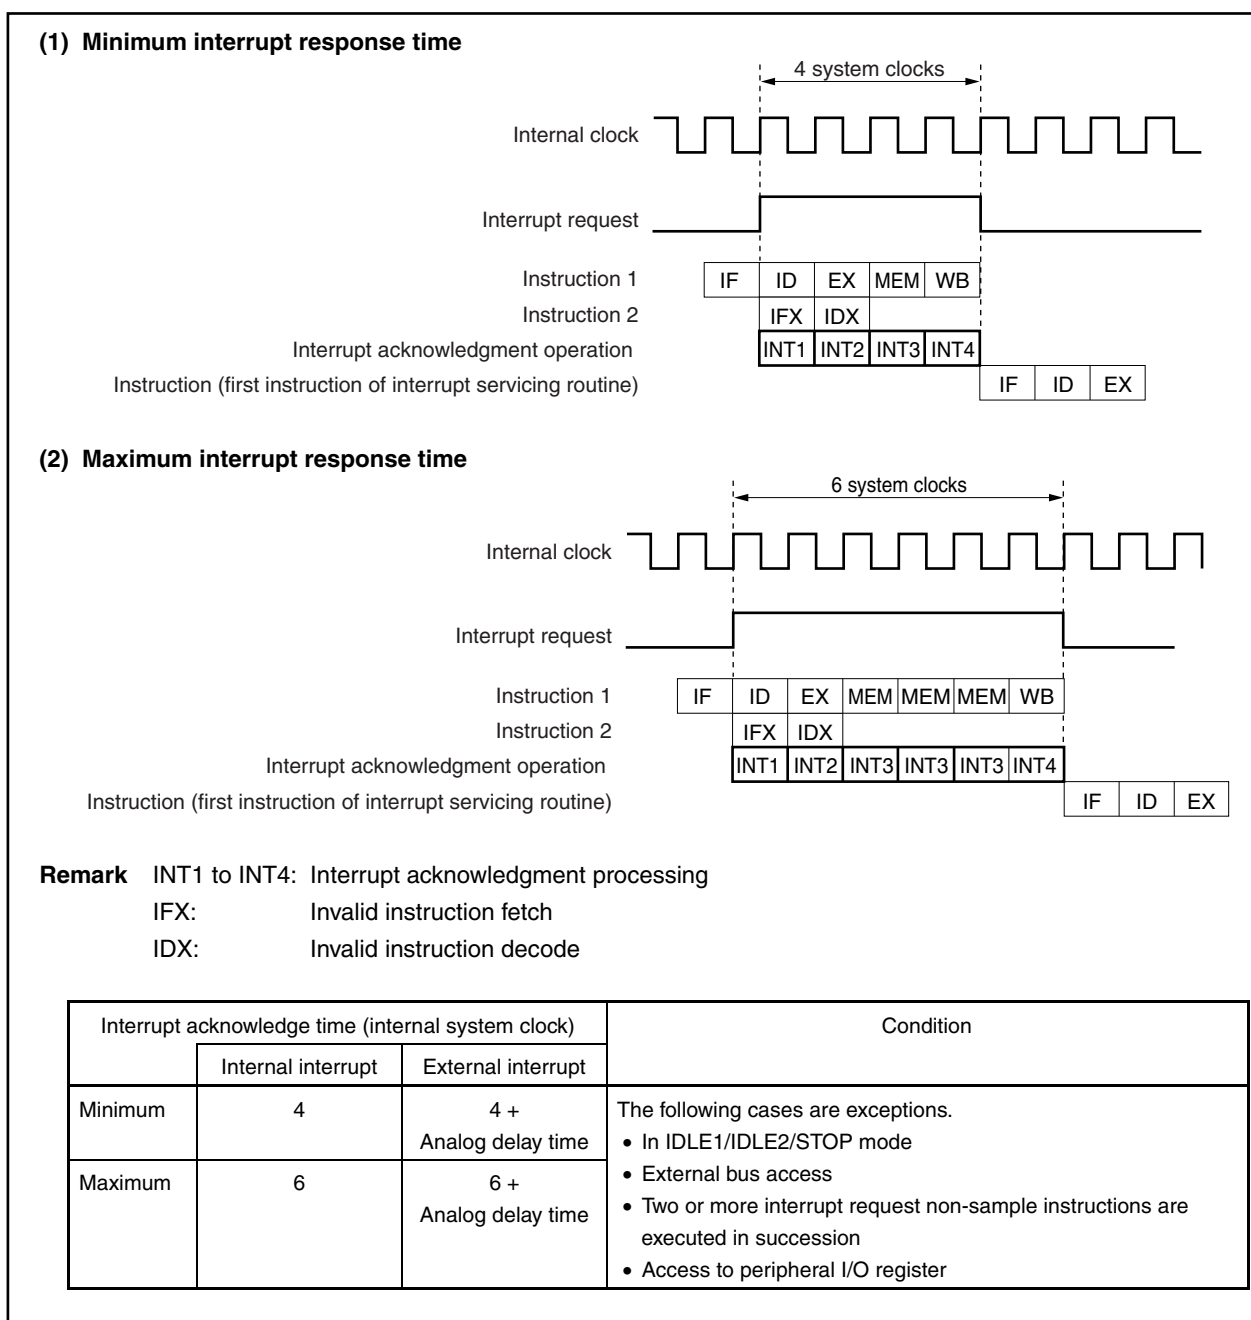 (1) Minimum interrupt response time
4 system clocks
Internal clock
Interrupt request
Instruction 1 IF ID EX MEM WB
Instruction 2 IFX IDX
Interrupt acknowledgment operation INT1 INT2 INT3 INT4
Instruction (first instruction of interrupt servicing routine) IF ID EX
(2) Maximum interrupt response time
6 system clocks
Internal clock
Interrupt request
Instruction 1 IF ID EX MEM MEM MEM WB
Instruction 2 IFX IDX
Interrupt acknowledgment operation INT1 INT2 INT3 INT3 INT3 INT4
Instruction (first instruction of interrupt servicing routine) IF ID EX
Remark INT1 to INT4: Interrupt acknowledgment processing
IFX: Invalid instruction fetch
IDX: Invalid instruction decode
Interrupt acknowledge time (internal system clock) Condition
Internal interrupt External interrupt
Minimum 4 4 +
Analog delay time
Maximum 6 6 +
Analog delay time
The following cases are exceptions.
• In IDLE1/IDLE2/STOP mode
• External bus access
• Two or more interrupt request non-sample instructions are
executed in succession
• Access to peripheral I/O register